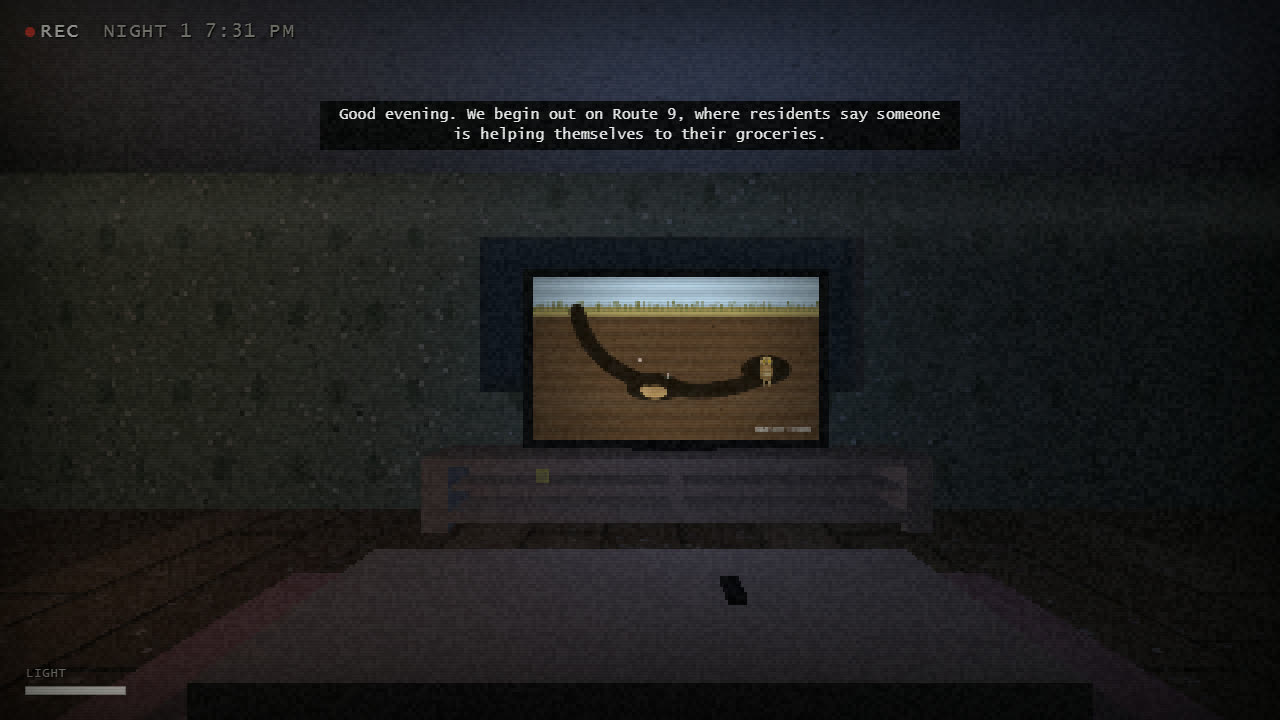 REC NIGHT 1 7:31 PM
Good evening. We begin out on Route 9, where residents say someone
is helping themselves to their groceries.
LIGHT